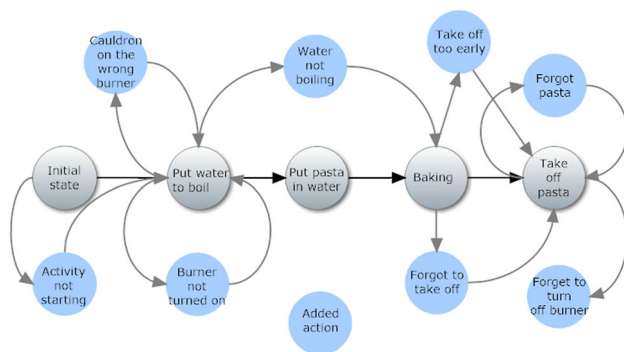 Cauldron
on the
wrong
burner
Water
not
boiling
Take off
too early
Forgot
pasta
Initial
state
Put water
to boil
Put pasta
in water
Baking
Take
off
pasta
Activity
not
starting
Burner
not
turned on
Added
action
Forgot to
take off
Forget to
turn
off burner